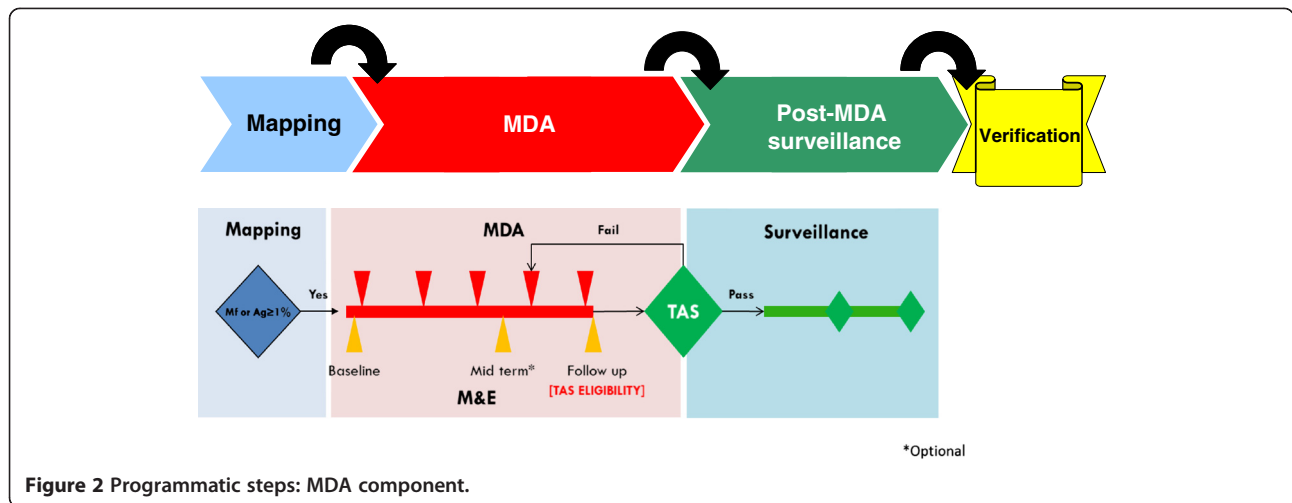 Mapping
MDA
Post-MDA
surveillance
Verification
Mapping
MDA
Fail
Surveillance
Mf or Ag≥1%
Yes
TAS
Pass
Baseline
Mid term*
Follow up
[TAS ELIGIBILITY]
M&E
*Optional
Figure 2 Programmatic steps: MDA component.